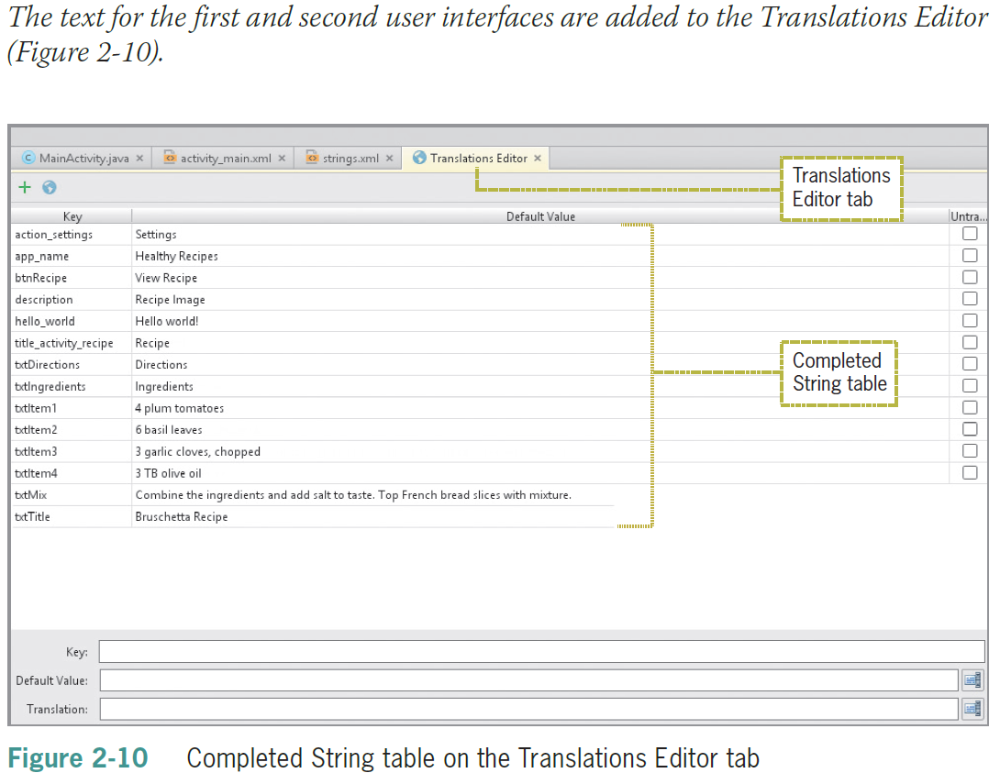 The text for the first and second user interfaces are added to the Translations Editor
(Figure 2-10).
MainActivity.java
activity_main.xml
strings.xml
Translations Editor
Translations
Editor tab
Key Default Value Untra...
action_settings Settings
app_name Healthy Recipes
btnRecipe View Recipe
description Recipe Image
hello_world Hello world!
title_activity_recipe Recipe
txtDirections Directions
txtIngredients Ingredients
Completed
String table
txtItem1 4 plum tomatoes
txtItem2 6 basil leaves
txtItem3 3 garlic cloves, chopped
txtItem4 3 TB olive oil
txtMix Combine the ingredients and add salt to taste. Top French bread slices with mixture.
txtTitle Bruschetta Recipe
Key:
Default Value:
Translation:
Figure 2-10 Completed String table on the Translations Editor tab